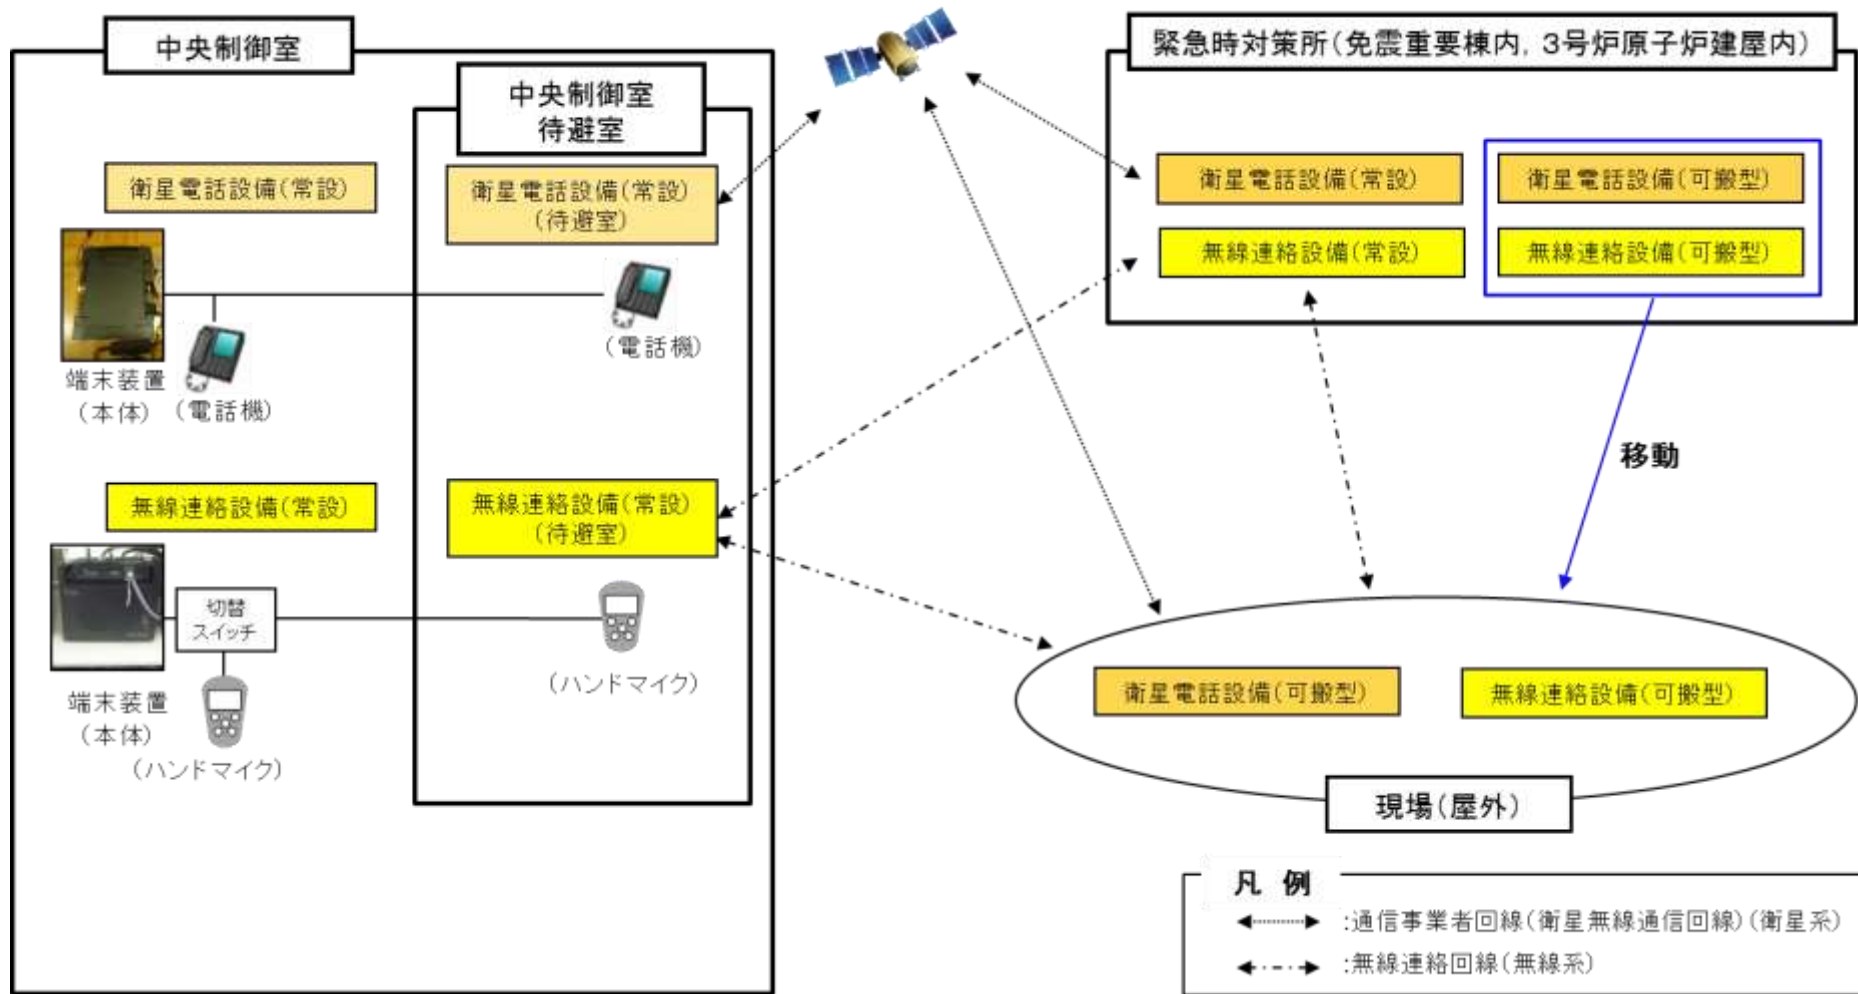 中央制御室
中央制御室
待避室
衛星電話設備(常設)
衛星電話設備(常設)
(待避室)
端末装置
(本体)
(電話機)
(電話機)
無線連絡設備(常設)
無線連絡設備(常設)
(待避室)
切替
スイッチ
端末装置
(本体)
(ハンドマイク)
(ハンドマイク)
緊急時対策所(免震重要棟内,3号炉原子炉建屋内)
衛星電話設備(常設)
衛星電話設備(可搬型)
無線連絡設備(常設)
無線連絡設備(可搬型)
移動
衛星電話設備(可搬型)
無線連絡設備(可搬型)
現場(屋外)
凡 例
:通信事業者回線(衛星無線通信回線)(衛星系)
:無線連絡回線(無線系)